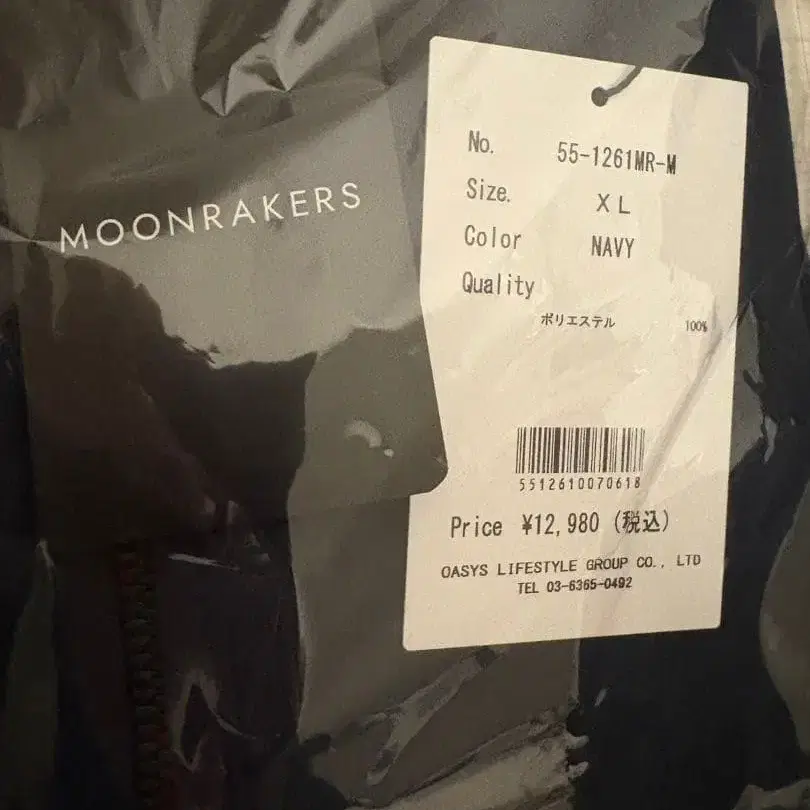 MOONRAKERS
No. 55-1261MR-M
Size. XL
Color NAVY
Quality
ポリエステル 100%
5512610070618
Price ¥12,980 (税込)
OASYS LIFESTYLE GROUP CO., LTD
TEL 03-6365-0492